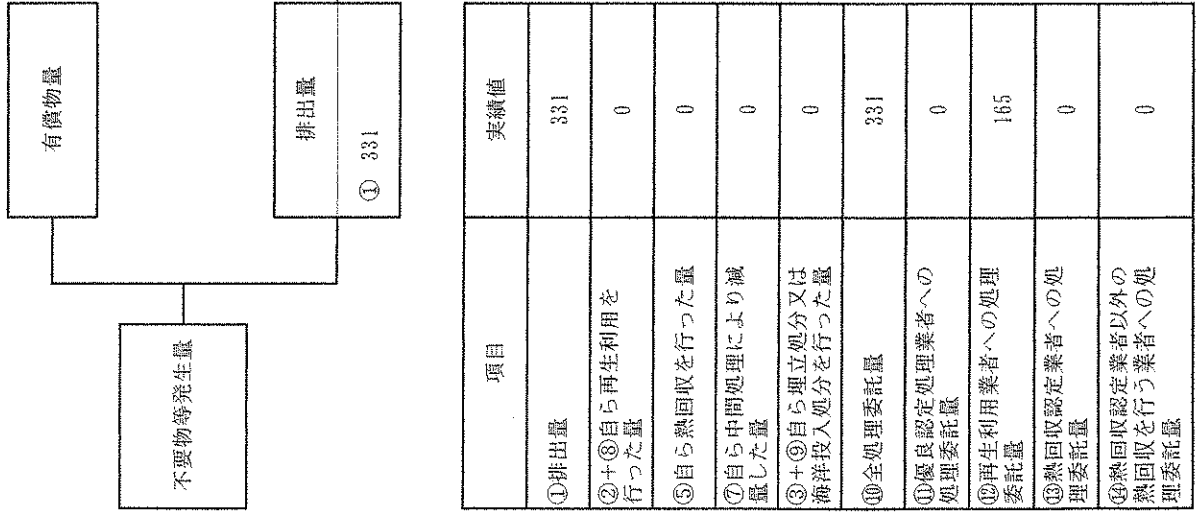 不要物等発生量
有償物量
排出量
① 331
項目
実績値
①排出量
331
②+⑧自ら再生利用を
行った量
0
⑤自ら熱回収を行った量
0
⑦自ら中間処理により減
量した量
0
③+⑨自ら埋立処分又は
海洋投入処分を行った量
0
⑩全処理委託量
331
⑪優良認定処理業者への
処理委託量
0
⑫再生利用業者への処理
委託量
165
⑬熱回収認定業者への処
理委託量
0
⑭熱回収認定業者以外の
熱回収を行う業者への処
理委託量
0